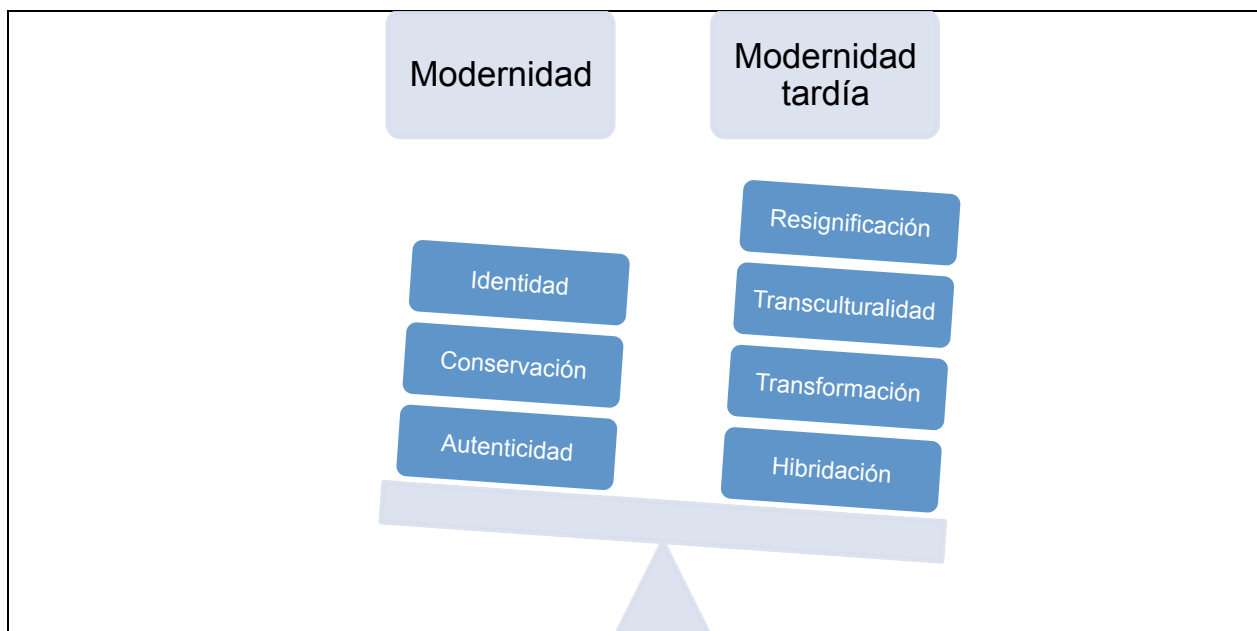 Modernidad
Modernidad
tardía
Identidad
Conservación
Autenticidad
Resignificación
Transculturalidad
Transformación
Hibridación